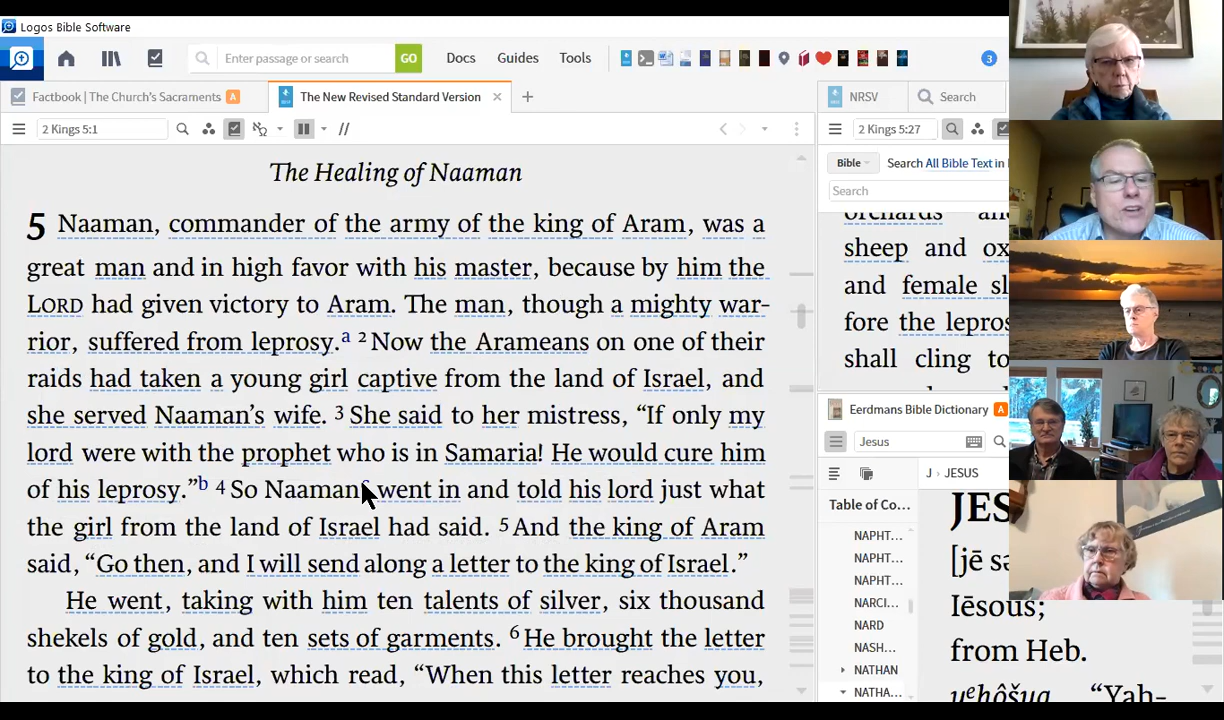 Logos Bible Software
Enter passage or search
GO
Docs
Guides
Tools
3
Factbook | The Church's Sacraments A
The New Revised Standard Version
NRSV
Search
2 Kings 5:1
2 Kings 5:27
Bible
Search All Bible Text in
Search
The Healing of Naaman
5 Naaman, commander of the army of the king of Aram, was a
great man and in high favor with his master, because by him the
LORD had given victory to Aram. The man, though a mighty war-
rior, suffered from leprosy.a 2 Now the Arameans on one of their
raids had taken a young girl captive from the land of Israel, and
she served Naaman's wife. 3 She said to her mistress, “If only my
lord were with the prophet who is in Samaria! He would cure him
of his leprosy.”b 4 So Naaman went in and told his lord just what
the girl from the land of Israel had said. 5 And the king of Aram
said, “Go then, and I will send along a letter to the king of Israel.”
He went, taking with him ten talents of silver, six thousand
shekels of gold, and ten sets of garments. 6 He brought the letter
to the king of Israel, which read, “When this letter reaches you,
orchards
sheep and ox
and female sl
fore the lepros
shall cling to
Eerdmans Bible Dictionary A
Jesus
J › JESUS
Table of Co...
NAPHT...
NAPHT...
NAPHT...
NARCI...
NARD
NASH...
NATHAN
NATHA...
JES
[jē sə
Iēsous;
from Heb.
yehôšua “Yah-